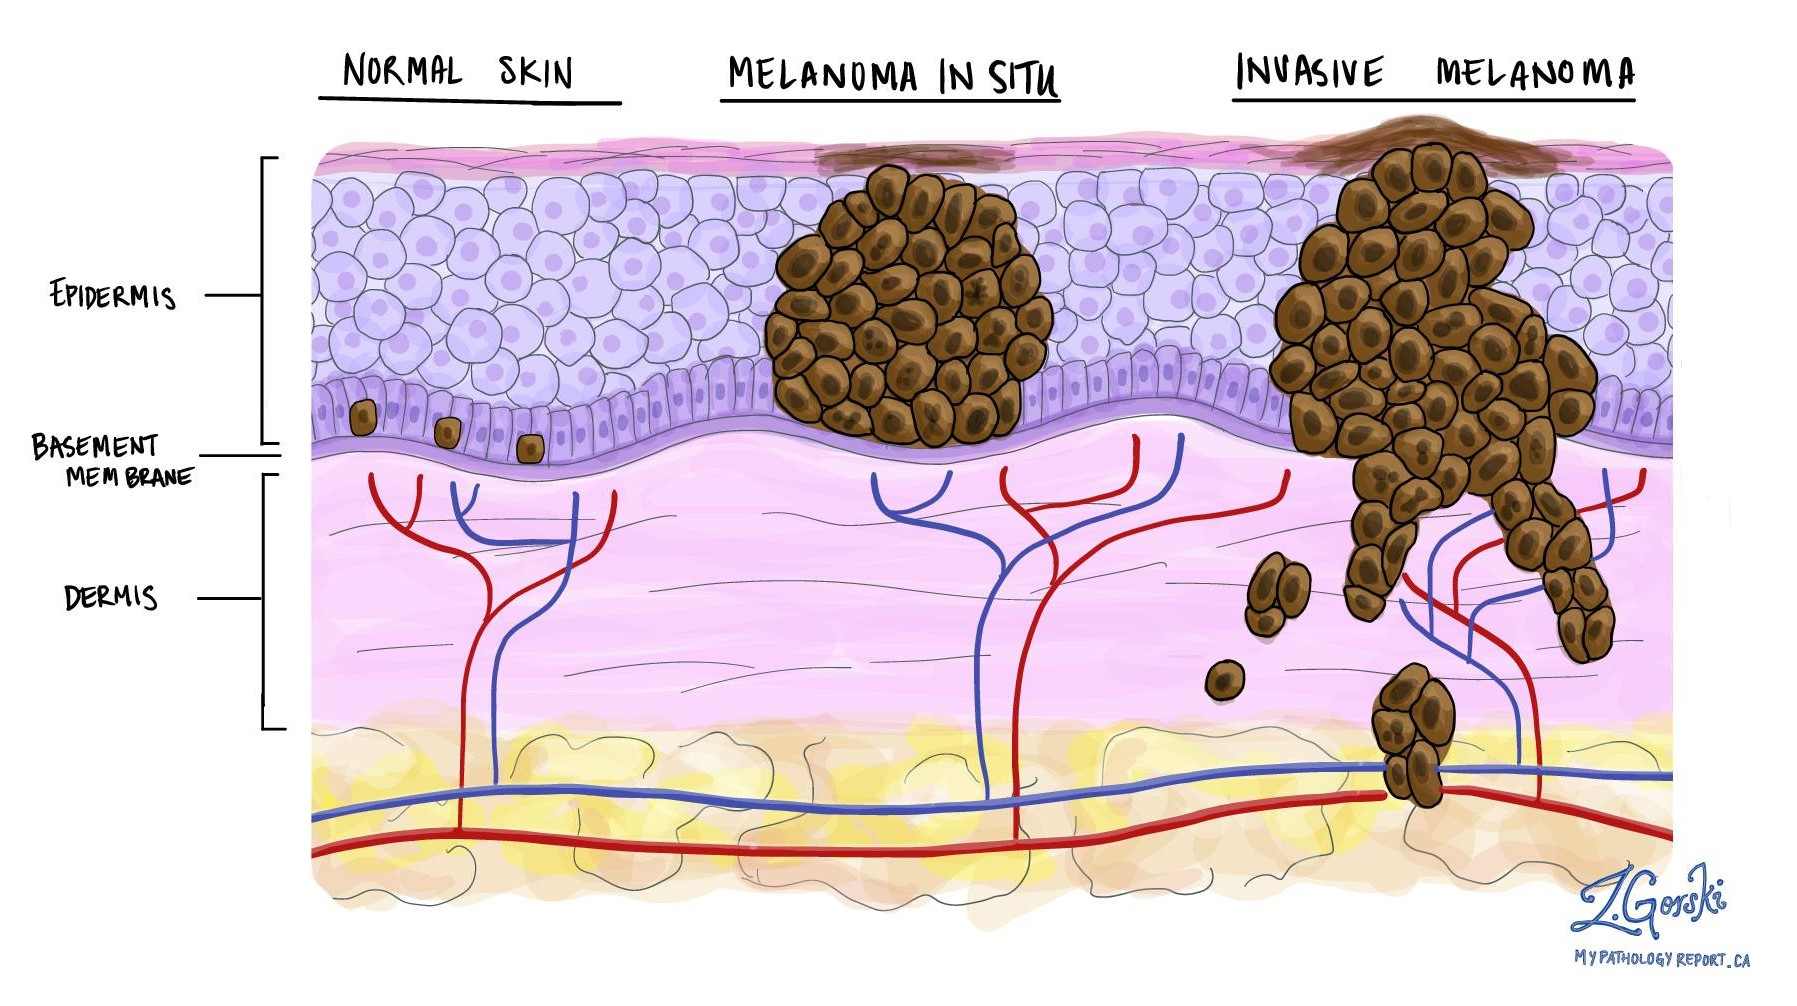 NORMAL SKIN
MELANOMA IN SITU
INVASIVE MELANOMA
EPIDERMIS
BASEMENT
MEMBRANE
DERMIS
Z.Gorski
MYPATHOLOGYREPORT.CA